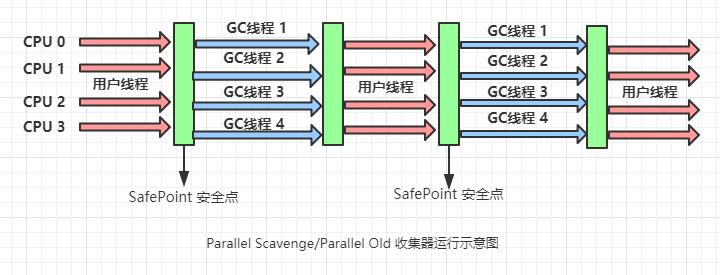 CPU 0
CPU 1
CPU 2
CPU 3
用户线程
GC线程 1
GC线程 2
GC线程 3
GC线程 4
用户线程
GC线程 1
GC线程 2
GC线程 3
GC线程 4
用户线程
SafePoint 安全点
SafePoint 安全点
Parallel Scavenge/Parallel Old 收集器运行示意图